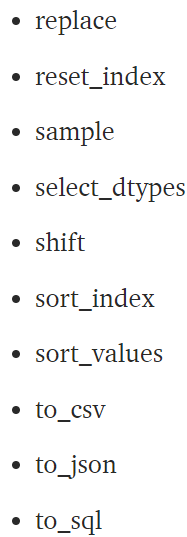 • replace
• reset_index
• sample
• select_dtypes
• shift
• sort_index
• sort_values
• to_csv
• to_json
• to_sql